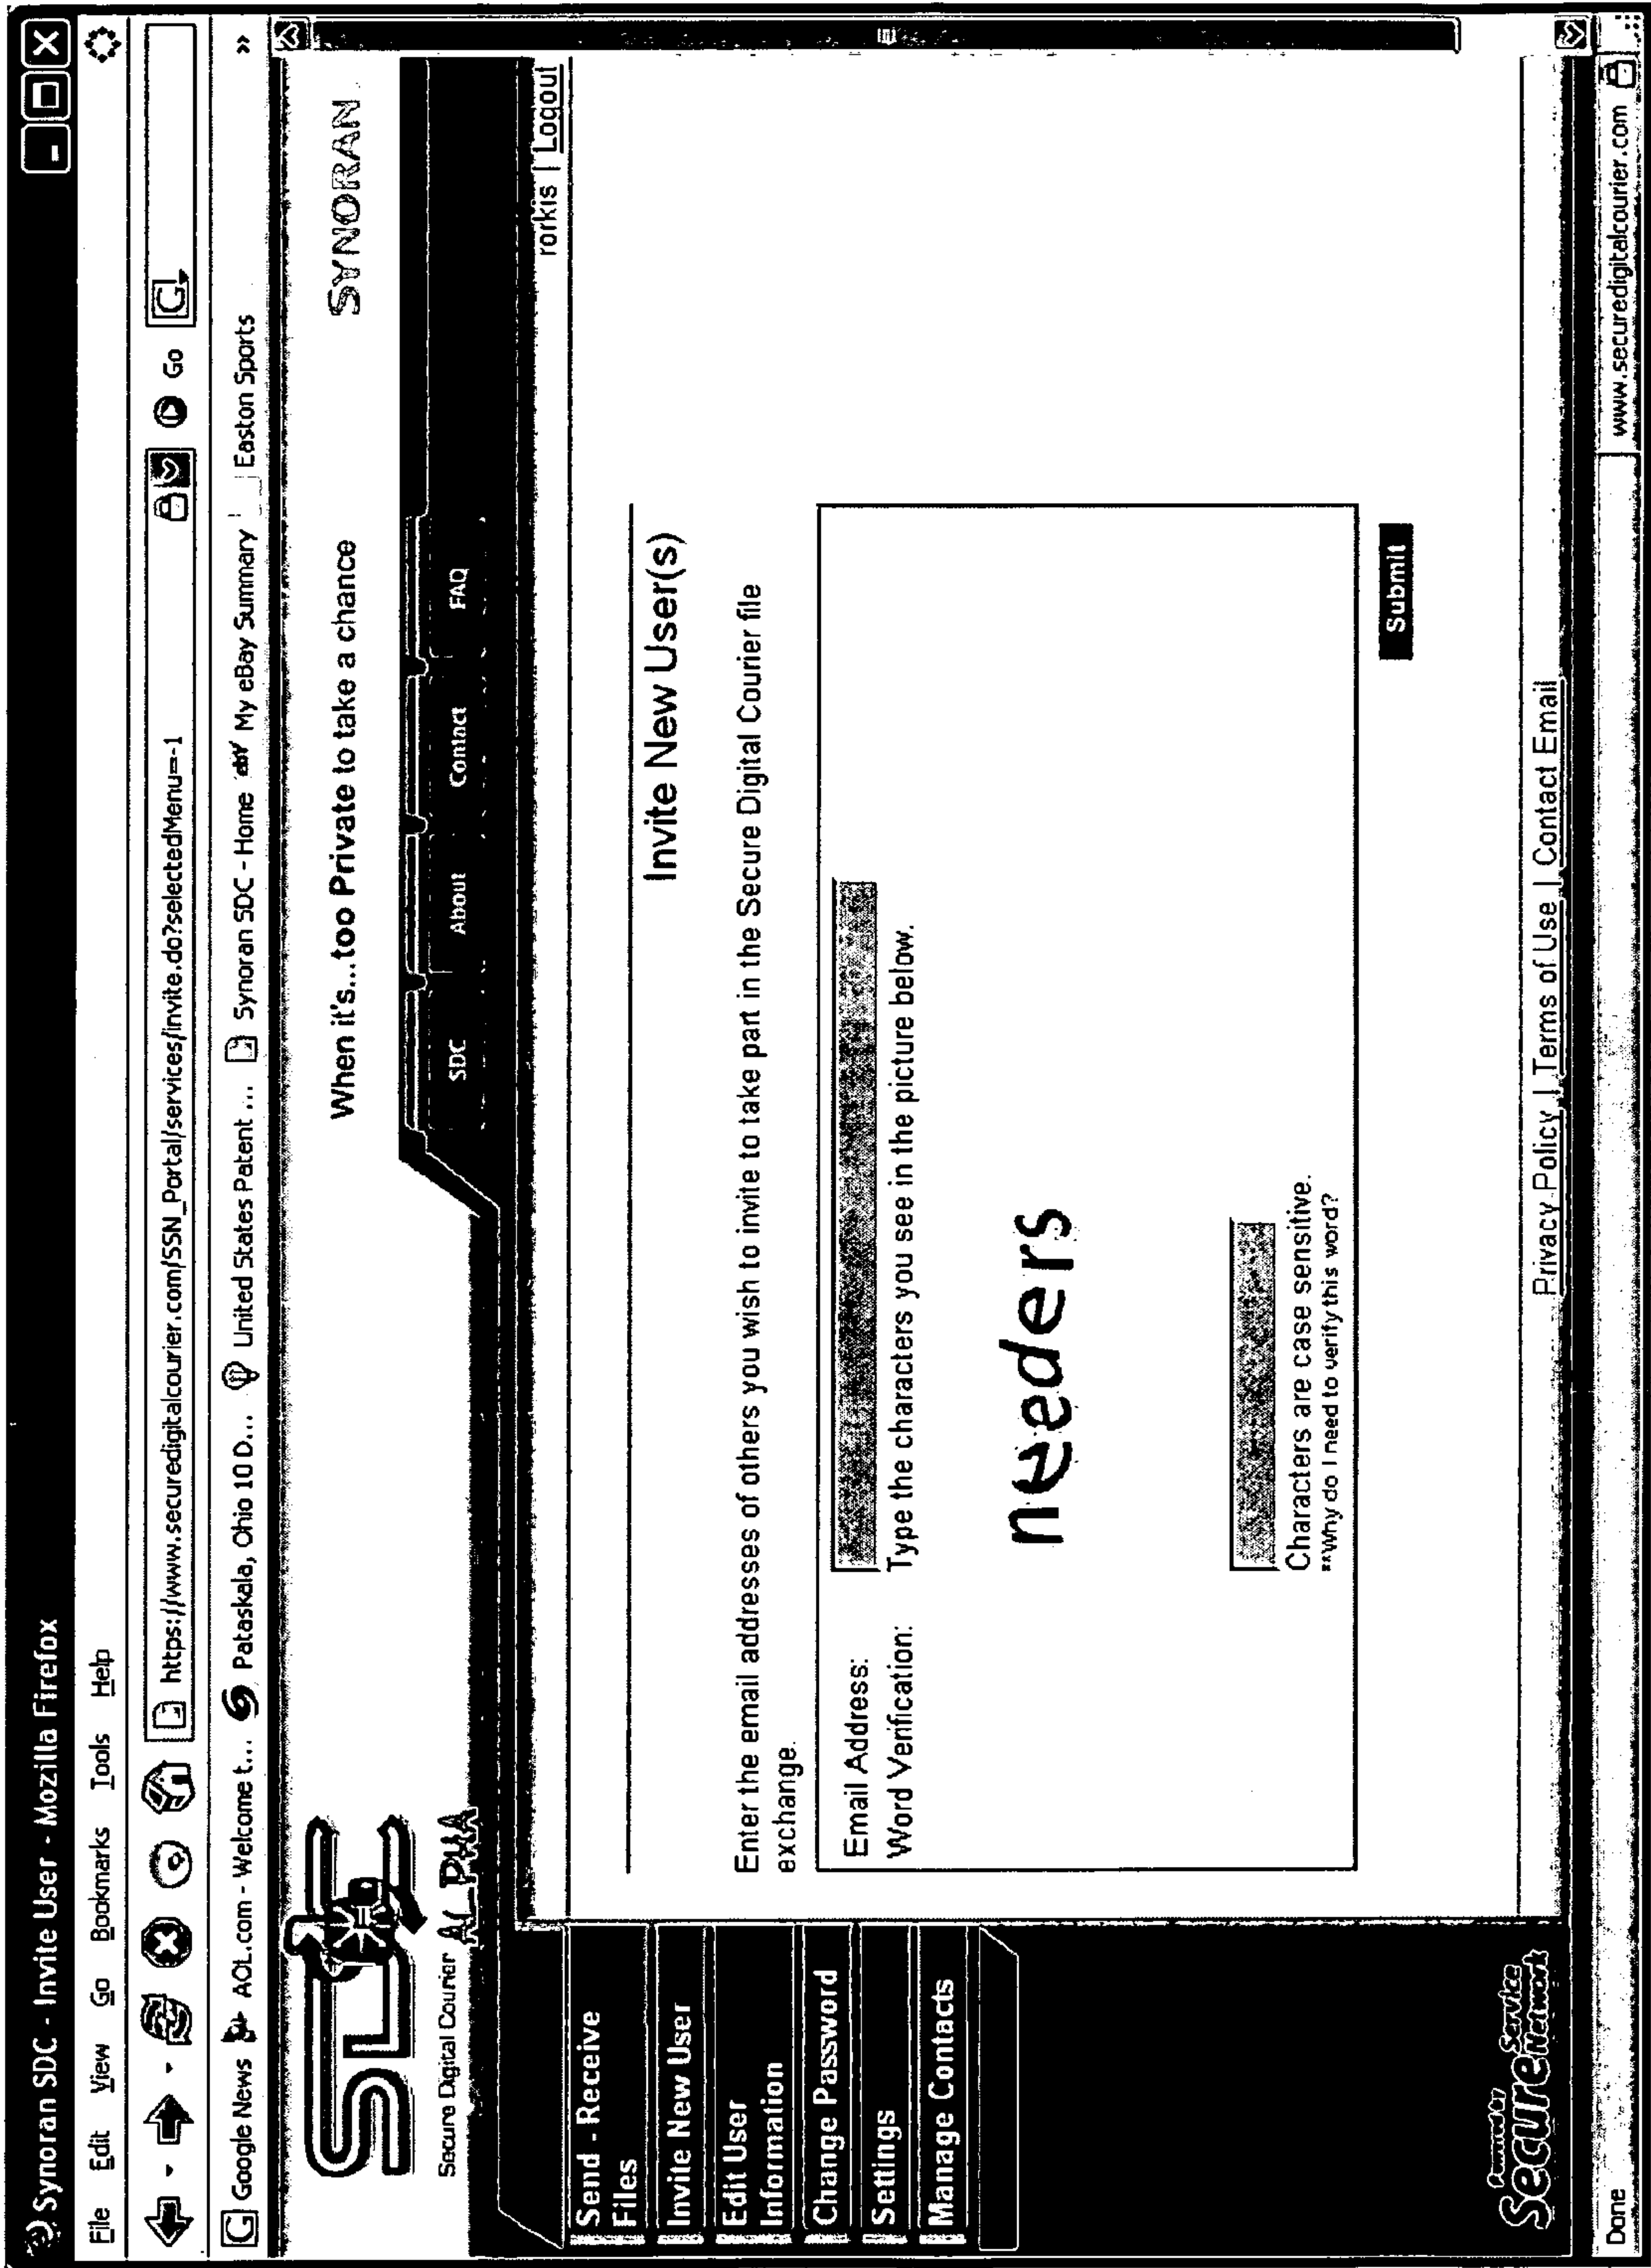 Synoran SDC - Invite User - Mozilla Firefox
File Edit View Go Bookmarks Tools Help
https://www.securedigitalcourier.com/SSN_Portal/services/invite.do?selectedMenu=-1
Go
Google News AOL.com - Welcome t... Pataskala, Ohio 10 D... United States Patent ... Synoran SDC - Home My eBay Summary Easton Sports »
Secure Digital Courier ALPHA
When it's...too Private to take a chance
SYNORAN
SDC About Contact FAQ
rorkis | Logout
Send - Receive
Files
Invite New User
Edit User
Information
Change Password
Settings
Manage Contacts
Powered by
Secure Service
Network
Invite New User(s)
Enter the email addresses of others you wish to invite to take part in the Secure Digital Courier file
exchange.
Email Address:
Word Verification: Type the characters you see in the picture below.
needers
Characters are case sensitive.
**Why do I need to verify this word?
Submit
Privacy Policy | Terms of Use | Contact Email
Done
www.securedigitalcourier.com